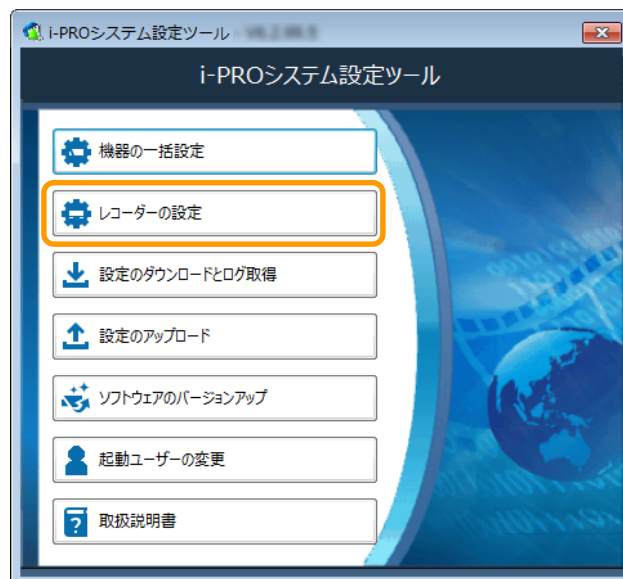 i-PROシステム設定ツール
i-PROシステム設定ツール
機器の一括設定
レコーダーの設定
設定のダウンロードとログ取得
設定のアップロード
ソフトウェアのバージョンアップ
起動ユーザーの変更
取扱説明書